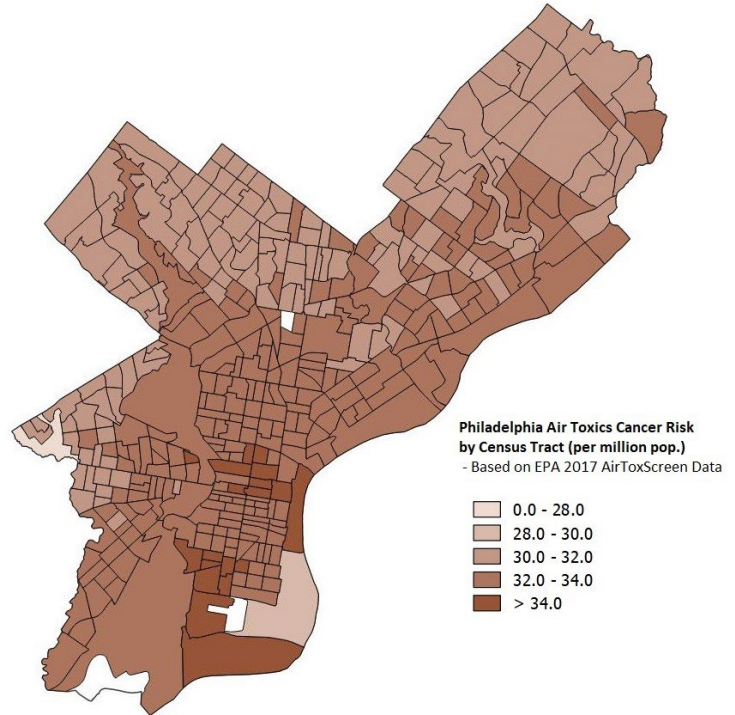 Philadelphia Air Toxics Cancer Risk
by Census Tract (per million pop.)
- Based on EPA 2017 AirToxScreen Data
0.0 - 28.0
28.0 - 30.0
30.0 - 32.0
32.0 - 34.0
> 34.0